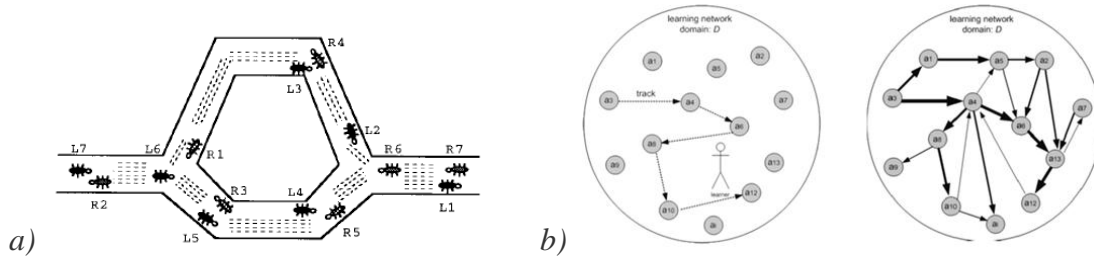 R4
L3
L2
L7
L6
R1
R6
R7
R2
R3
L4
L1
L5
R5
a)
learning network
domain: D
a1
a5
a2
a3
track
a4
a7
a6
a8
a9
a13
learner
a10
a12
ai
b)
learning network
domain: D
a1
a5
a2
a3
a4
a7
a6
a8
a13
a9
a10
a12
ai